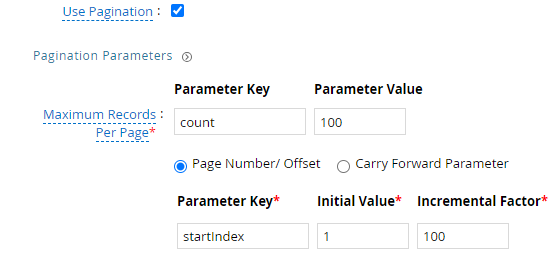 Use Pagination :
Pagination Parameters
Parameter Key Parameter Value
Maximum Records :
Per Page* count 100
Page Number/ Offset Carry Forward Parameter
Parameter Key* Initial Value* Incremental Factor*
startIndex 1 100